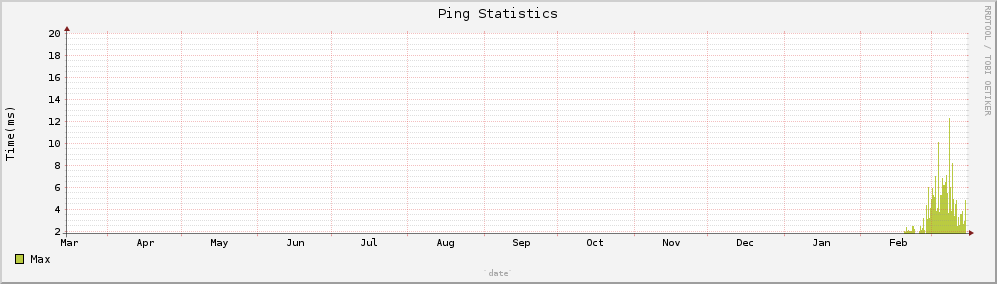 Ping Statistics
RRDTOOL / TOBI OETIKER
Time(ms)
20
18
16
14
12
10
8
6
4
2
Mar Apr May Jun Jul Aug Sep Oct Nov Dec Jan Feb
Max
`date`